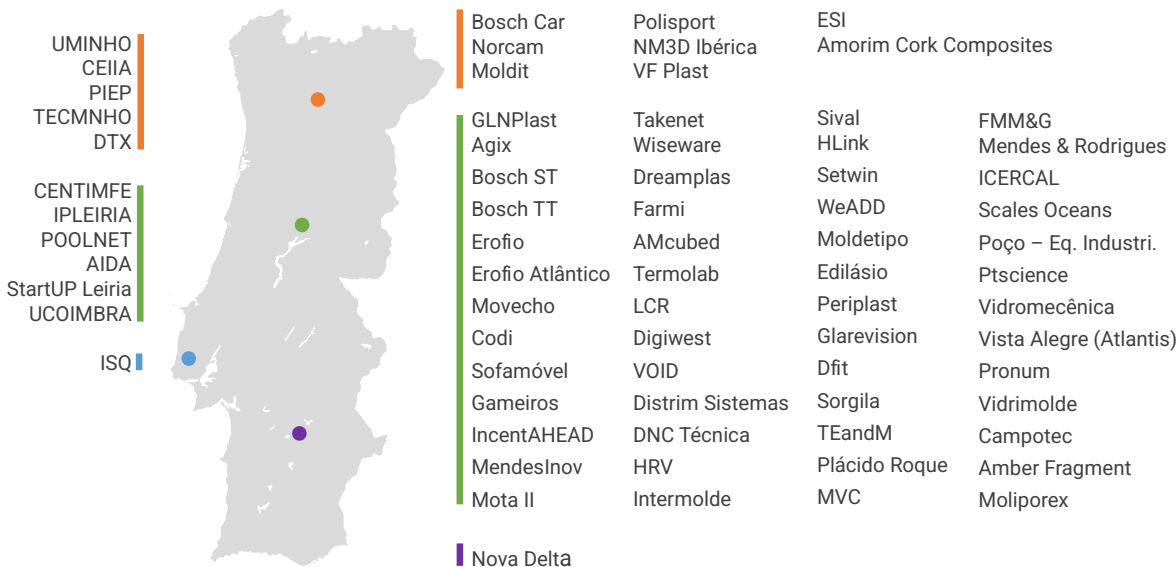 UMINHO
CEIIA
PIEP
TECMNHO
DTX
CENTIMFE
IPLEIRIA
POOLNET
AIDA
StartUP Leiria
UCOIMBRA
ISQ
Bosch Car
Norcam
Moldit
Polisport
NM3D Ibérica
VF Plast
ESI
Amorim Cork Composites
GLNPlast
Agix
Bosch ST
Bosch TT
Erofio
Erofio Atlântico
Movecho
Codi
Sofamóvel
Gameiros
IncentAHEAD
MendesInov
Mota II
Takenet
Wiseware
Dreamplas
Farmi
AMcubed
Termolab
LCR
Digiwest
VOID
Distrim Sistemas
DNC Técnica
HRV
Intermolde
Sival
HLink
Setwin
WeADD
Moldetipo
Edilásio
Periplast
Glarevision
Dfit
Sorgila
TEandM
Plácido Roque
MVC
FMM&G
Mendes & Rodrigues
ICERCAL
Scales Oceans
Poço – Eq. Industri.
Ptscience
Vidromecênica
Vista Alegre (Atlantis)
Pronum
Vidrimolde
Campotec
Amber Fragment
Moliporex
Nova Delta